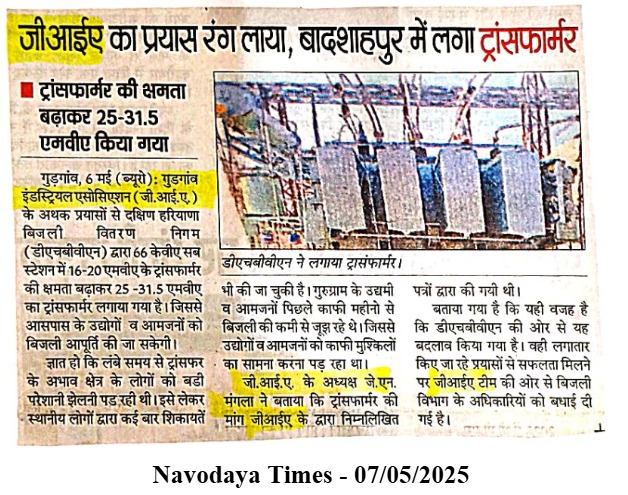 जीआईए का प्रयास रंग लाया, बादशाहपुर में लगा ट्रांसफार्मर
ट्रांसफार्मर की क्षमता
बढ़ाकर 25-31.5
एमवीए किया गया
गुड़गांव, 6 मई (ब्यूरो): गुडगांव
इंडस्ट्रियल एसोसिएशन (जी.आई.ए.)
के अथक प्रयासों से दक्षिण हरियाणा
बिजली वितरण निगम
(डीएचबीवीएन) द्वारा 66 केवीए सब
स्टेशन में 16-20 एमवीए के ट्रांसफार्मर
की क्षमता बढ़ाकर 25 -31.5 एमवीए
का ट्रांसफार्मर लगाया गया है। जिससे
आसपास के उद्योगों व आमजनों को
बिजली आपूर्ति की जा सकेगी।
ज्ञात हो कि लंबे समय से ट्रांसफर
के अभाव क्षेत्र के लोगों को बडी
परेशानी झेलनी पड रही थी। इसे लेकर
स्थानीय लोगों द्वारा कई बार शिकायतें
डीएचबीवीएन ने लगाया ट्रासंफार्मर।
भी की जा चुकी है। गुरुग्राम के उद्यमी
व आमजनों पिछले काफी महीनो से
बिजली की कमी से जूझ रहे थे। जिससे
उद्योगों व आमजनों को काफी मुश्किलों
का सामना करना पड़ रहा था।
जी.आई.ए. के अध्यक्ष जे.एन.
मंगला ने बताया कि ट्रांसफार्मर की
मांग जीआईए के द्वारा निम्नलिखित
पत्रों द्वारा की गयी थी।
बताया गया है कि यही वजह है
कि डीएचबीवीएन की ओर से यह
बदलाव किया गया है। वही लगातार
किए जा रहे प्रयासों से सफलता मिलने
पर जीआईए टीम की ओर से बिजली
विभाग के अधिकारियों को बधाई दी
गई है।
Navodaya Times - 07/05/2025